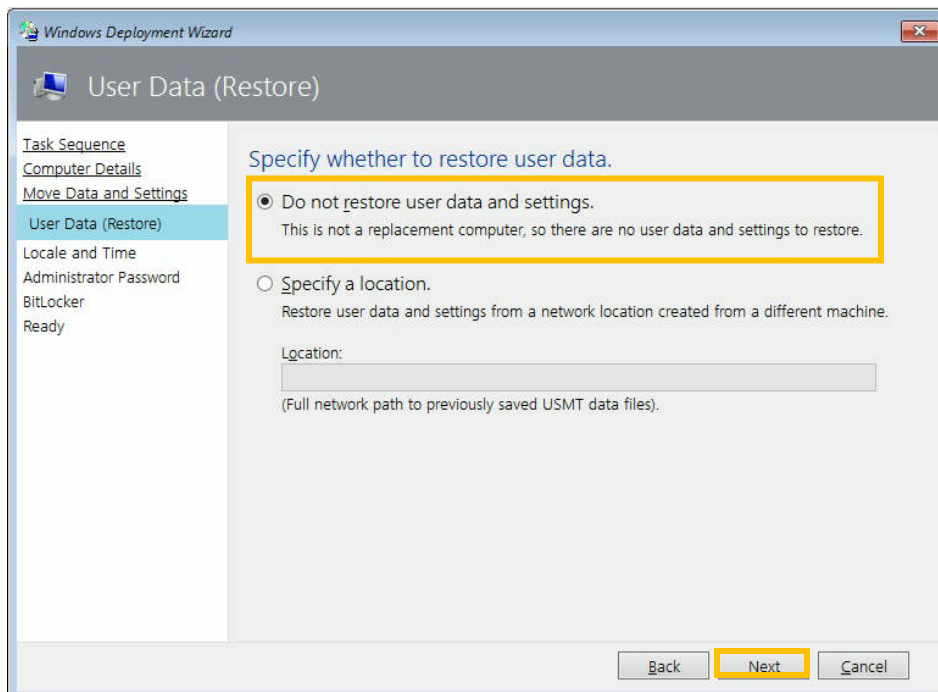 Windows Deployment Wizard
User Data (Restore)
Task Sequence
Computer Details
Move Data and Settings
User Data (Restore)
Locale and Time
Administrator Password
BitLocker
Ready
Specify whether to restore user data.
Do not restore user data and settings.
This is not a replacement computer, so there are no user data and settings to restore.
Specify a location.
Restore user data and settings from a network location created from a different machine.
Location:
(Full network path to previously saved USMT data files).
Back
Next
Cancel